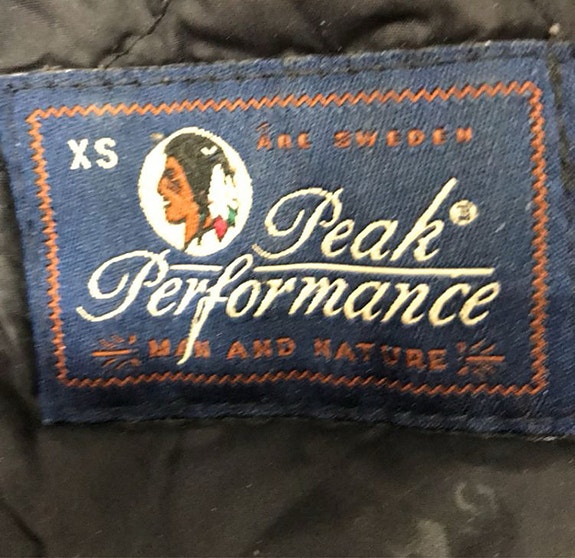 XS
ÅRE SWEDEN
Peak®
Performance
MAN AND NATURE